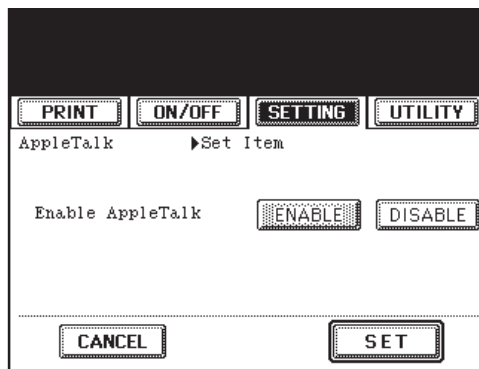 PRINT ON/OFF SETTING UTILITY
AppleTalk ▶Set Item
Enable AppleTalk ENABLE DISABLE
CANCEL SET